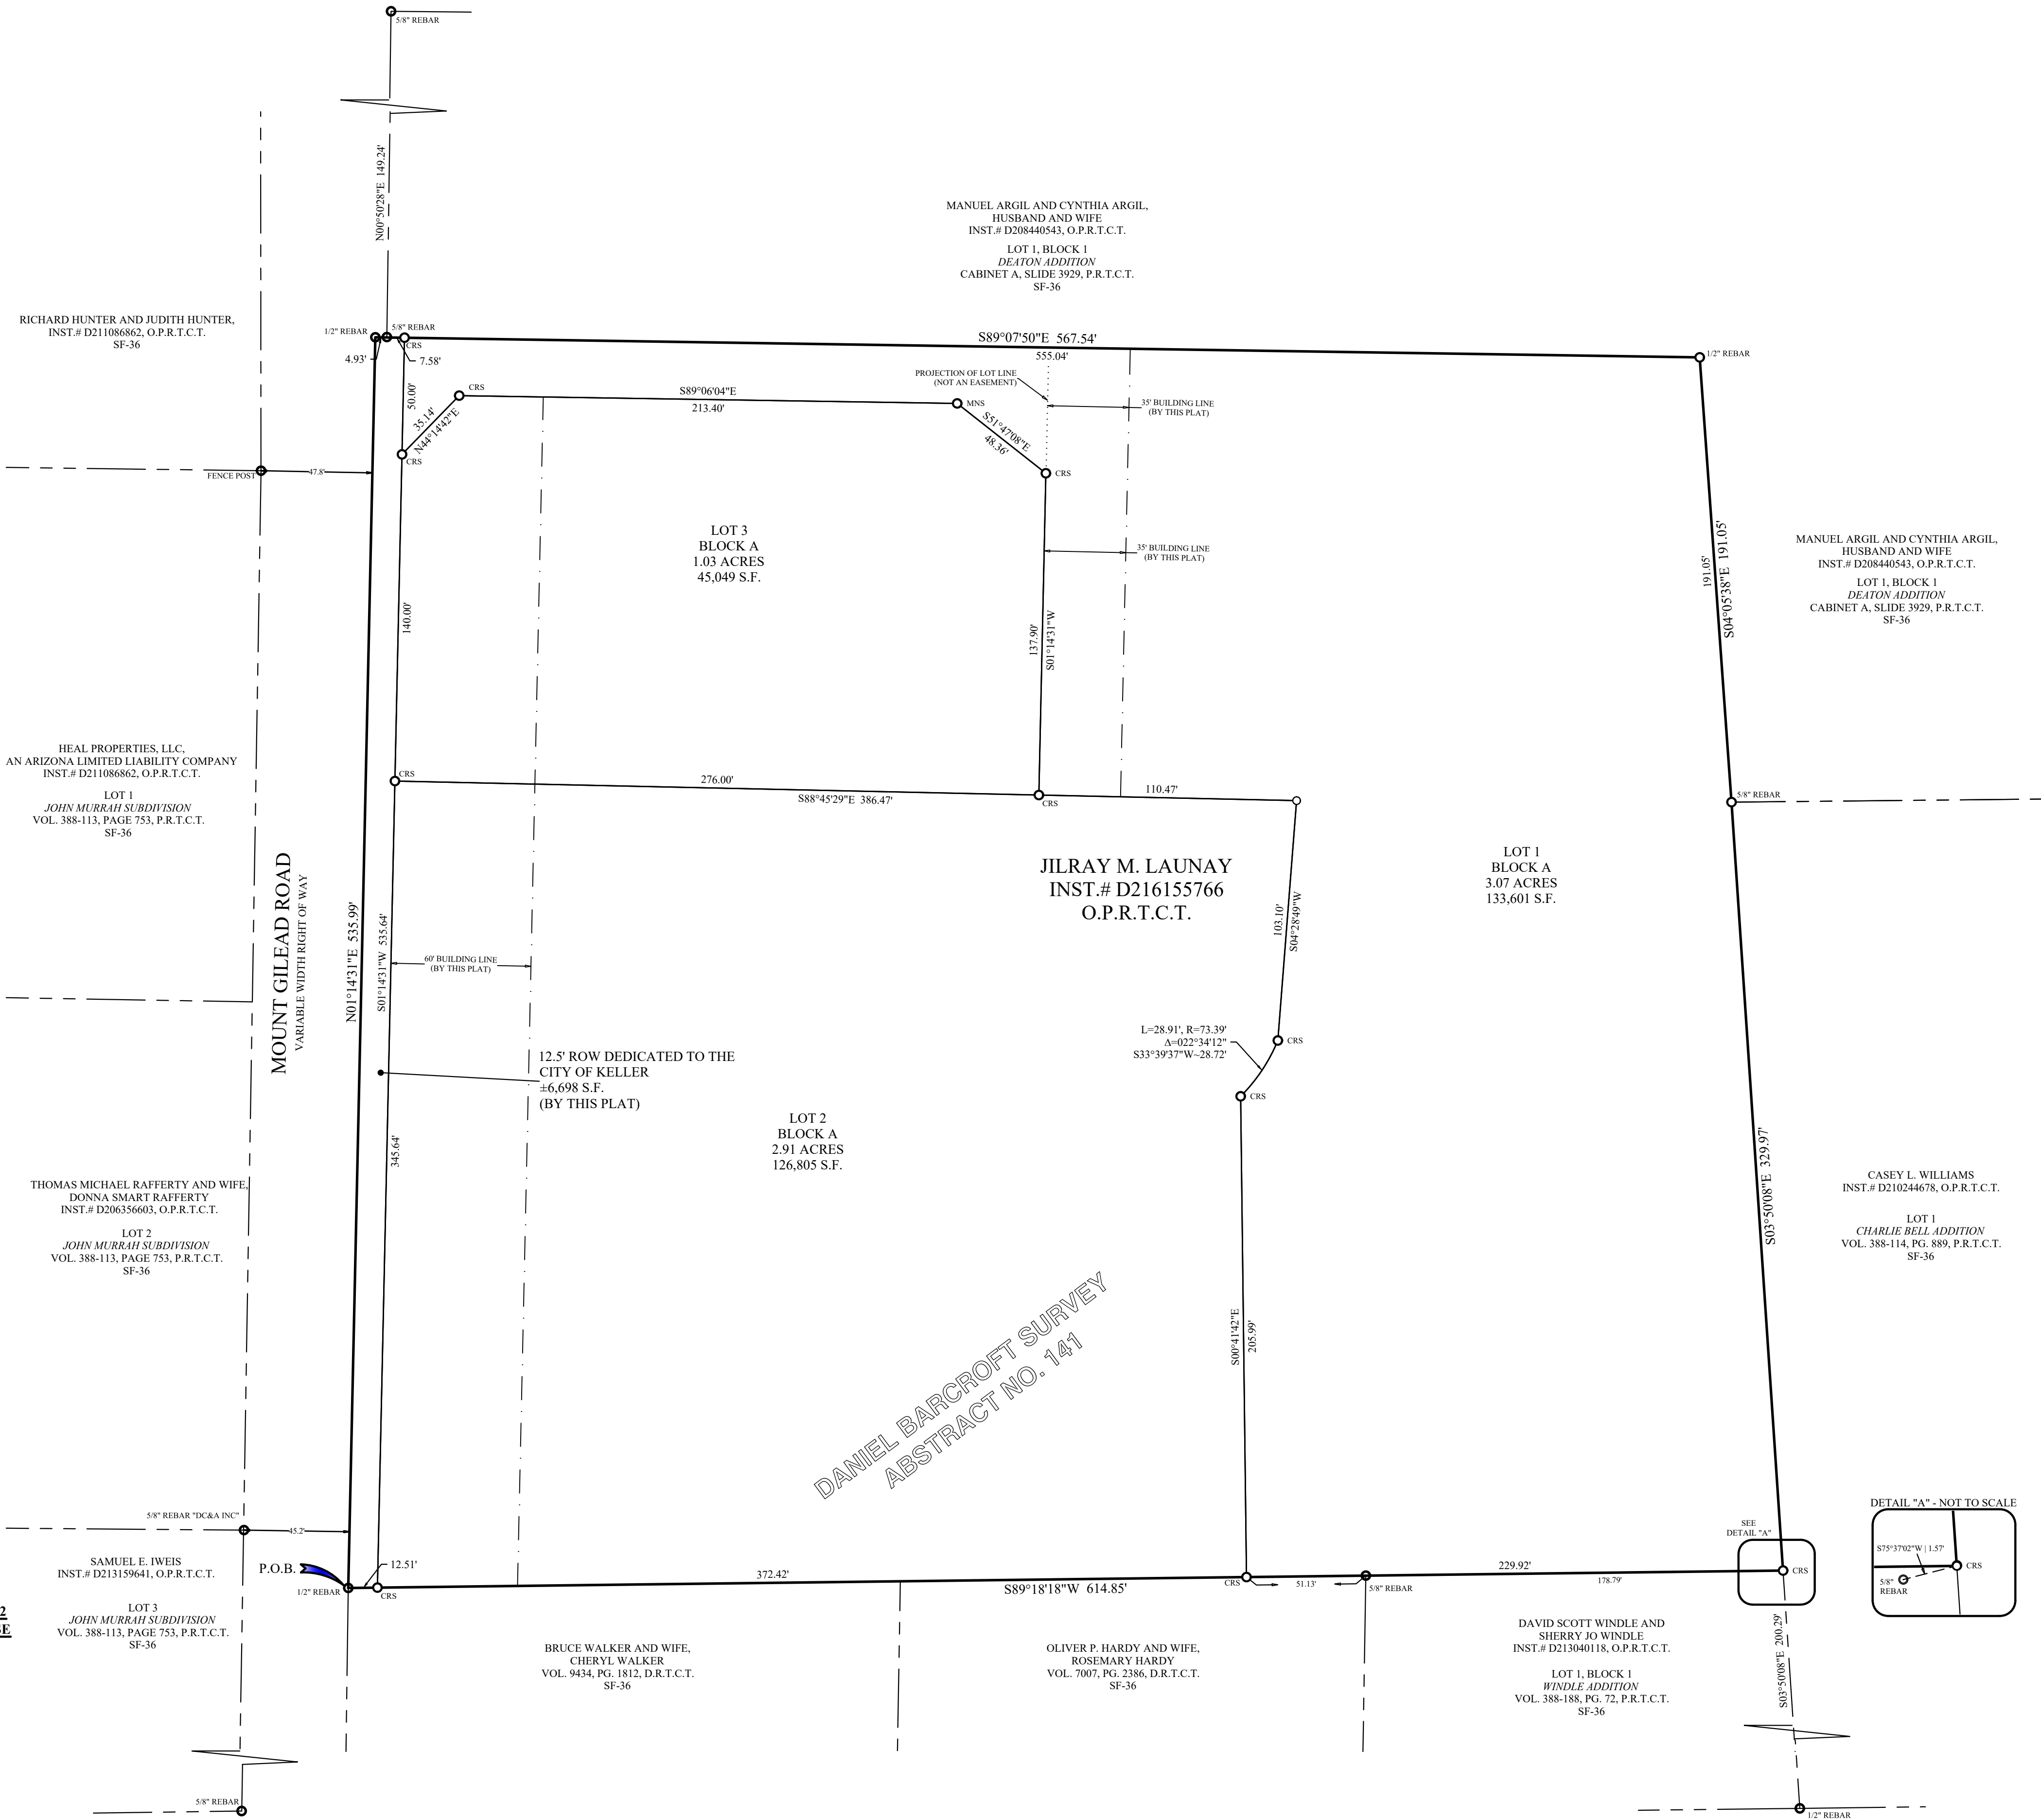 5/8" REBAR
N00°50'28"E 149.24'
MANUEL ARGIL AND CYNTHIA ARGIL,
HUSBAND AND WIFE
INST.# D208440543, O.P.R.T.C.T.
LOT 1, BLOCK 1
DEATON ADDITION
CABINET A, SLIDE 3929, P.R.T.C.T.
SF-36
RICHARD HUNTER AND JUDITH HUNTER,
INST.# D211086862, O.P.R.T.C.T.
SF-36
1/2" REBAR
5/8" REBAR
CRS
4.93'
7.58'
S89°07'50"E 567.54'
555.04'
1/2" REBAR
PROJECTION OF LOT LINE
(NOT AN EASEMENT)
50.00'
35.14'
N44°14'42"E
CRS
CRS
S89°06'04"E
213.40'
MNS
S51°47'08"E
48.36'
CRS
35' BUILDING LINE
(BY THIS PLAT)
FENCE POST
47.8'
LOT 3
BLOCK A
1.03 ACRES
45,049 S.F.
35' BUILDING LINE
(BY THIS PLAT)
191.05'
S04°05'38"E 191.05'
MANUEL ARGIL AND CYNTHIA ARGIL,
HUSBAND AND WIFE
INST.# D208440543, O.P.R.T.C.T.
LOT 1, BLOCK 1
DEATON ADDITION
CABINET A, SLIDE 3929, P.R.T.C.T.
SF-36
140.00'
137.90'
S01°14'31"W
HEAL PROPERTIES, LLC,
AN ARIZONA LIMITED LIABILITY COMPANY
INST.# D211086862, O.P.R.T.C.T.
LOT 1
JOHN MURRAH SUBDIVISION
VOL. 388-113, PAGE 753, P.R.T.C.T.
SF-36
CRS
276.00'
S88°45'29"E 386.47'
CRS
110.47'
5/8" REBAR
MOUNT GILEAD ROAD
VARIABLE WIDTH RIGHT OF WAY
N01°14'31"E 535.99'
S01°14'31"W 535.64'
JILRAY M. LAUNAY
INST.# D216155766
O.P.R.T.C.T.
LOT 1
BLOCK A
3.07 ACRES
133,601 S.F.
103.10'
S04°28'49"W
60' BUILDING LINE
(BY THIS PLAT)
L=28.91', R=73.39'
Δ=022°34'12"
S33°39'37"W~28.72'
CRS
CRS
12.5' ROW DEDICATED TO THE
CITY OF KELLER
±6,698 S.F.
(BY THIS PLAT)
345.64'
LOT 2
BLOCK A
2.91 ACRES
126,805 S.F.
S03°50'08"E 329.97'
THOMAS MICHAEL RAFFERTY AND WIFE,
DONNA SMART RAFFERTY
INST.# D206356603, O.P.R.T.C.T.
LOT 2
JOHN MURRAH SUBDIVISION
VOL. 388-113, PAGE 753, P.R.T.C.T.
SF-36
CASEY L. WILLIAMS
INST.# D210244678, O.P.R.T.C.T.
LOT 1
CHARLIE BELL ADDITION
VOL. 388-114, PG. 889, P.R.T.C.T.
SF-36
S00°41'42"E
205.99'
DANIEL BARCROFT SURVEY
ABSTRACT NO. 141
5/8" REBAR "DC&A INC"
45.2'
SEE
DETAIL "A"
DETAIL "A" - NOT TO SCALE
S75°37'02"W | 1.57'
CRS
5/8"
REBAR
SAMUEL E. IWEIS
INST.# D213159641, O.P.R.T.C.T.
LOT 3
JOHN MURRAH SUBDIVISION
VOL. 388-113, PAGE 753, P.R.T.C.T.
SF-36
P.O.B.
1/2" REBAR
12.51'
CRS
372.42'
S89°18'18"W 614.85'
CRS
51.13'
5/8" REBAR
229.92'
178.79'
CRS
2
SE
BRUCE WALKER AND WIFE,
CHERYL WALKER
VOL. 9434, PG. 1812, D.R.T.C.T.
SF-36
OLIVER P. HARDY AND WIFE,
ROSEMARY HARDY
VOL. 7007, PG. 2386, D.R.T.C.T.
SF-36
DAVID SCOTT WINDLE AND
SHERRY JO WINDLE
INST.# D213040118, O.P.R.T.C.T.
LOT 1, BLOCK 1
WINDLE ADDITION
VOL. 388-188, PG. 72, P.R.T.C.T.
SF-36
S03°50'08"E 200.29'
5/8" REBAR
1/2" REBAR